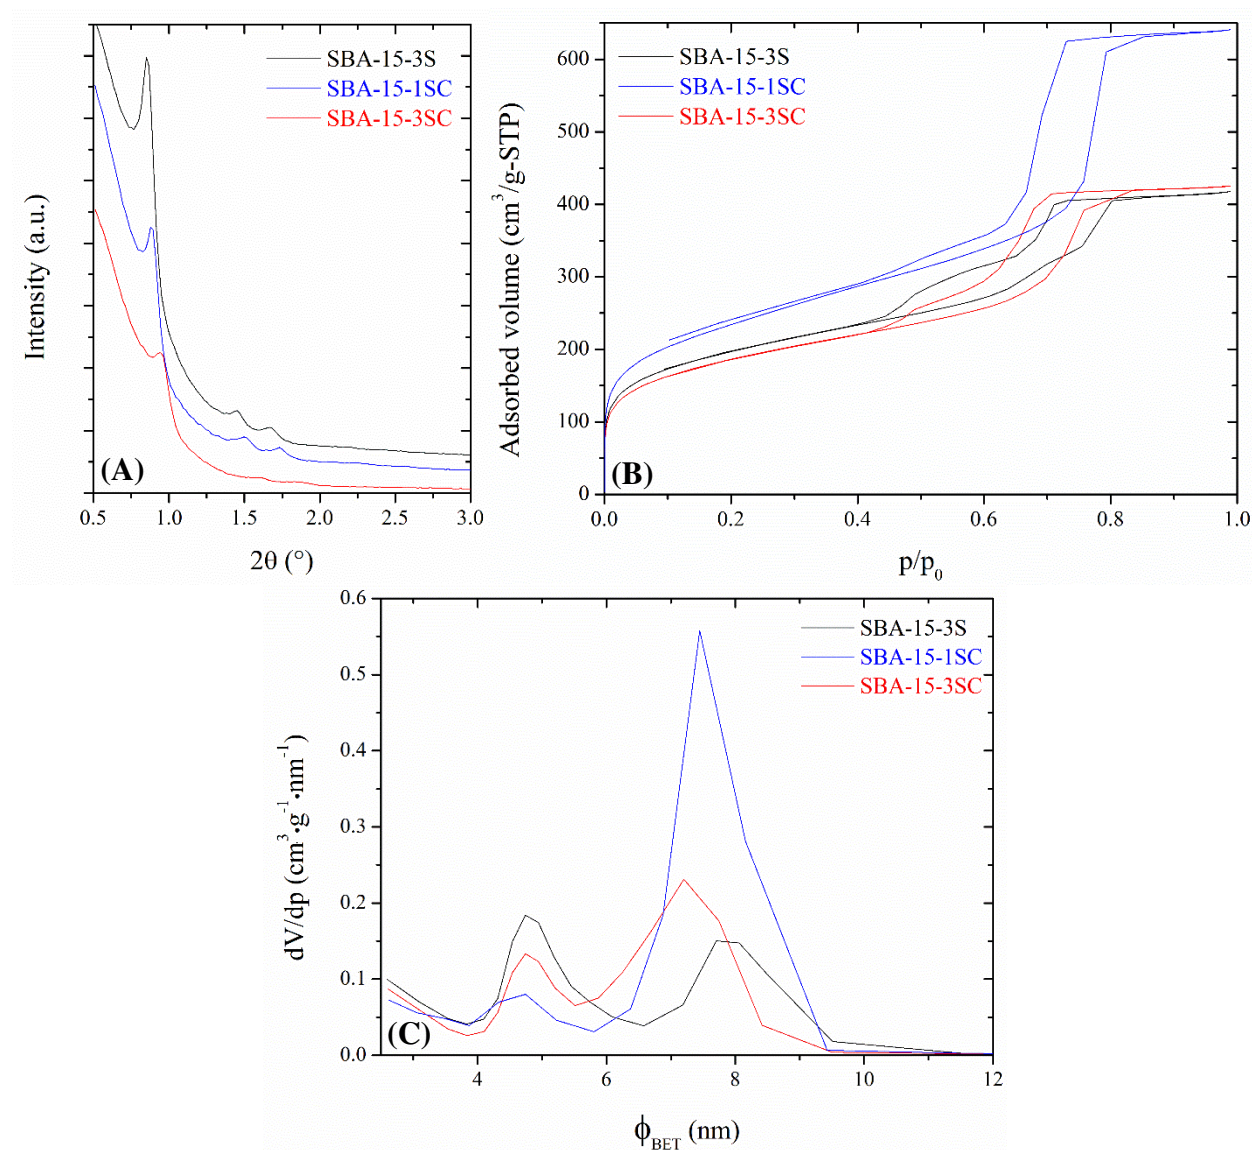 SBA-15-3S
SBA-15-1SC
SBA-15-3SC
Intensity (a.u.)
(A)
0.5 1.0 1.5 2.0 2.5 3.0
2θ (°)
SBA-15-3S
SBA-15-1SC
SBA-15-3SC
Adsorbed volume (cm³/g-STP)
600
500
400
300
200
100
0
(B)
0.0 0.2 0.4 0.6 0.8 1.0
p/p₀
SBA-15-3S
SBA-15-1SC
SBA-15-3SC
dV/dp (cm³·g⁻¹·nm⁻¹)
0.6
0.5
0.4
0.3
0.2
0.1
0.0
(C)
4 6 8 10 12
ϕBET (nm)